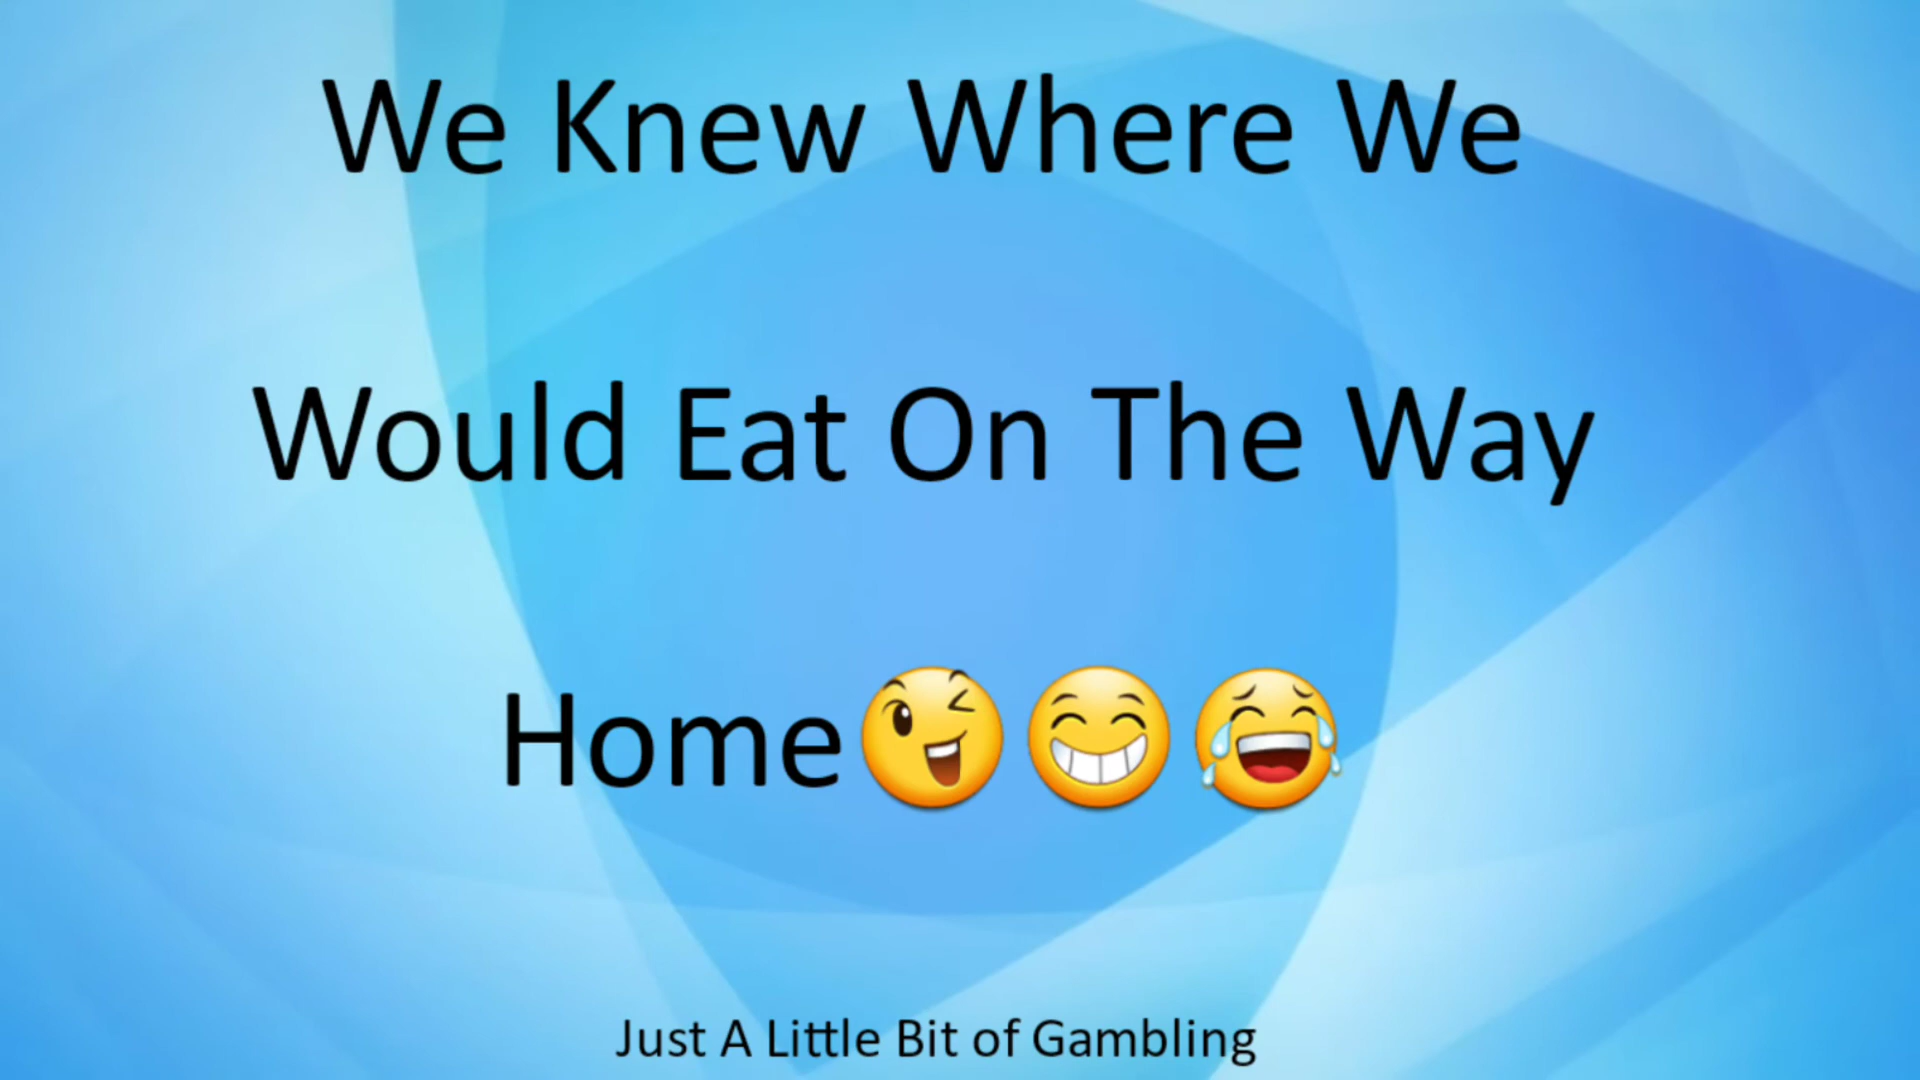 We Knew Where We
Would Eat On The Way
Home😜😁😂
Just A Little Bit of Gambling